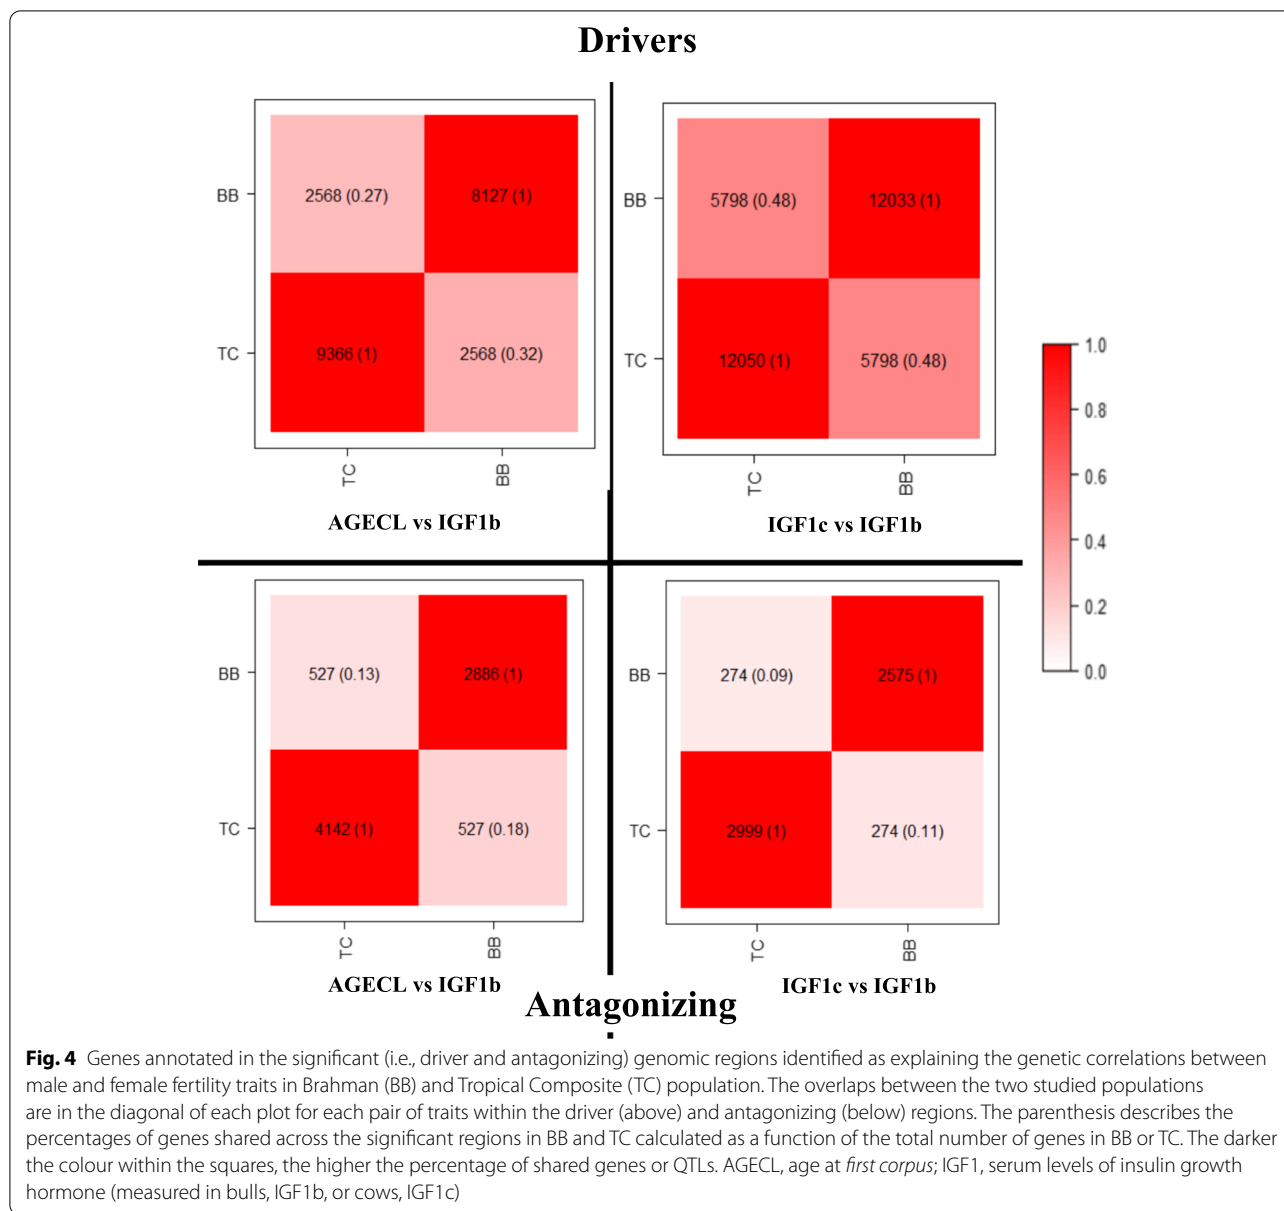 Drivers
BB
2568 (0.27)
8127 (1)
TC
9366 (1)
2568 (0.32)
TC
BB
AGECL vs IGF1b
BB
5798 (0.48)
12033 (1)
TC
12050 (1)
5798 (0.48)
TC
BB
IGF1c vs IGF1b
1.0
0.8
0.6
0.4
0.2
0.0
BB
527 (0.13)
2886 (1)
TC
4142 (1)
527 (0.18)
TC
BB
AGECL vs IGF1b
BB
274 (0.09)
2575 (1)
TC
2999 (1)
274 (0.11)
TC
BB
IGF1c vs IGF1b
Antagonizing
Fig. 4 Genes annotated in the significant (i.e., driver and antagonizing) genomic regions identified as explaining the genetic correlations between
male and female fertility traits in Brahman (BB) and Tropical Composite (TC) population. The overlaps between the two studied populations
are in the diagonal of each plot for each pair of traits within the driver (above) and antagonizing (below) regions. The parenthesis describes the
percentages of genes shared across the significant regions in BB and TC calculated as a function of the total number of genes in BB or TC. The darker
the colour within the squares, the higher the percentage of shared genes or QTLs. AGECL, age at first corpus; IGF1, serum levels of insulin growth
hormone (measured in bulls, IGF1b, or cows, IGF1c)